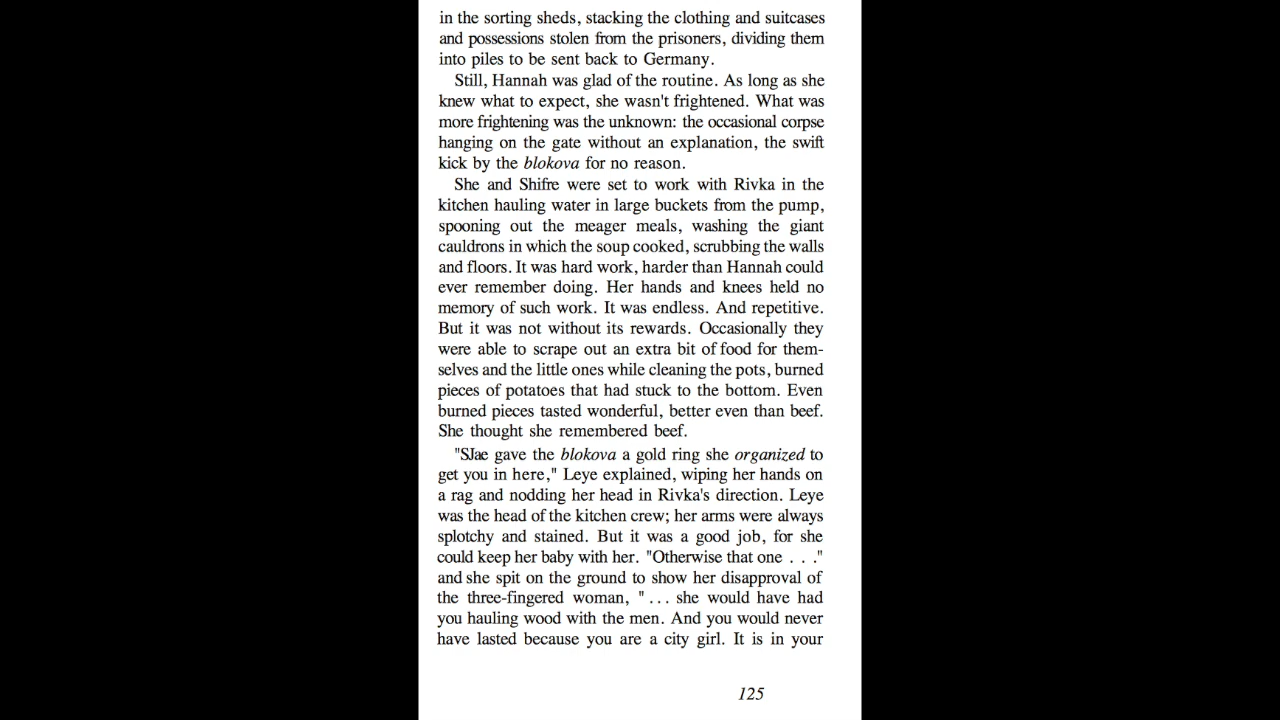 in the sorting sheds, stacking the clothing and suitcases
and possessions stolen from the prisoners, dividing them
into piles to be sent back to Germany.
Still, Hannah was glad of the routine. As long as she
knew what to expect, she wasn't frightened. What was
more frightening was the unknown: the occasional corpse
hanging on the gate without an explanation, the swift
kick by the blokova for no reason.
She and Shifre were set to work with Rivka in the
kitchen hauling water in large buckets from the pump,
spooning out the meager meals, washing the giant
cauldrons in which the soup cooked, scrubbing the walls
and floors. It was hard work, harder than Hannah could
ever remember doing. Her hands and knees held no
memory of such work. It was endless. And repetitive.
But it was not without its rewards. Occasionally they
were able to scrape out an extra bit of food for them-
selves and the little ones while cleaning the pots, burned
pieces of potatoes that had stuck to the bottom. Even
burned pieces tasted wonderful, better even than beef.
She thought she remembered beef.
"SJae gave the blokova a gold ring she organized to
get you in here," Leye explained, wiping her hands on
a rag and nodding her head in Rivka's direction. Leye
was the head of the kitchen crew; her arms were always
splotchy and stained. But it was a good job, for she
could keep her baby with her. "Otherwise that one . . ."
and she spit on the ground to show her disapproval of
the three-fingered woman, " . . . she would have had
you hauling wood with the men. And you would never
have lasted because you are a city girl. It is in your
125